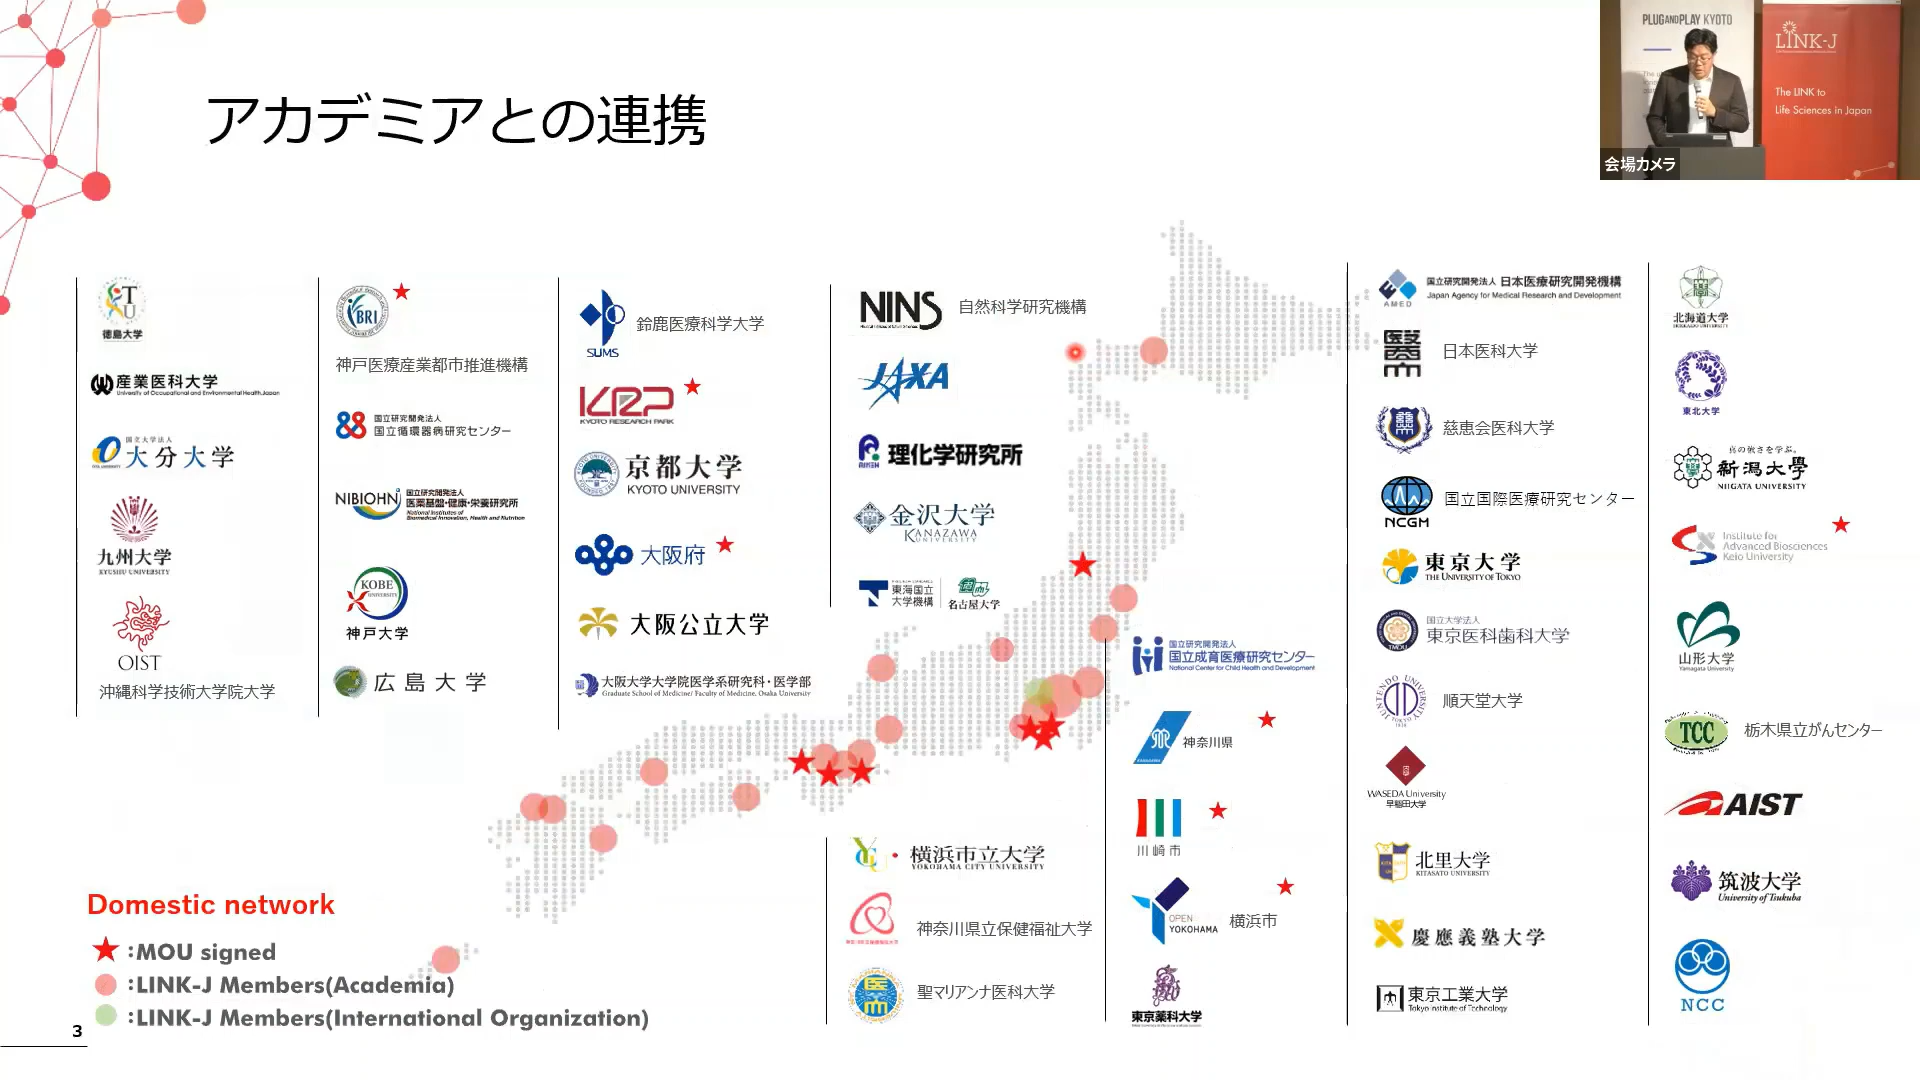 アカデミアとの連携
PLUGANDPLAY KYOTO
LINK-J
The LINK to
Life Sciences in Japan
会場カメラ
TU
徳島大学
産業医科大学
University of Occupational and Environmental Health, Japan
国立大学法人
大分大学
九州大学
KYUSHU UNIVERSITY
OIST
沖縄科学技術大学院大学
BRI
神戸医療産業都市推進機構
国立研究開発法人
国立循環器病研究センター
NIBIOHN
国立研究開発法人
医薬基盤・健康・栄養研究所
National Institutes of
Biomedical Innovation, Health and Nutrition
KOBE
UNIVERSITY
神戸大学
広島大学
SUMS
鈴鹿医療科学大学
KRP
KYOTO RESEARCH PARK
京都大学
KYOTO UNIVERSITY
大阪府
大阪公立大学
大阪大学大学院医学系研究科・医学部
Graduate School of Medicine/ Faculty of Medicine, Osaka University
NINS
自然科学研究機構
JAXA
RIKEN
理化学研究所
金沢大学
KANAZAWA
UNIVERSITY
東海国立
大学機構
名古屋大学
横浜市立大学
YOKOHAMA CITY UNIVERSITY
神奈川県立保健福祉大学
聖マリアンナ医科大学
国立研究開発法人
国立成育医療研究センター
National Center for Child Health and Development
神奈川県
川崎市
OPEN
YOKOHAMA
横浜市
東京薬科大学
AMED
国立研究開発法人 日本医療研究開発機構
Japan Agency for Medical Research and Development
日本医科大学
慈恵会医科大学
NCGM
国立国際医療研究センター
東京大学
THE UNIVERSITY OF TOKYO
国立大学法人
東京医科歯科大学
JUNTENDO UNIVERSITY
順天堂大学
WASEDA University
早稲田大学
北里大学
KITASATO UNIVERSITY
慶應義塾大学
東京工業大学
Tokyo Institute of Technology
北海道大学
HOKKAIDO UNIVERSITY
東北大学
真の強さを学ぶ。
新潟大学
NIIGATA UNIVERSITY
Institute for
Advanced Biosciences
Keio University
山形大学
Yamagata University
TCC
栃木県立がんセンター
AIST
筑波大学
University of Tsukuba
NCC
Domestic network
★:MOU signed
:LINK-J Members(Academia)
:LINK-J Members(International Organization)
3